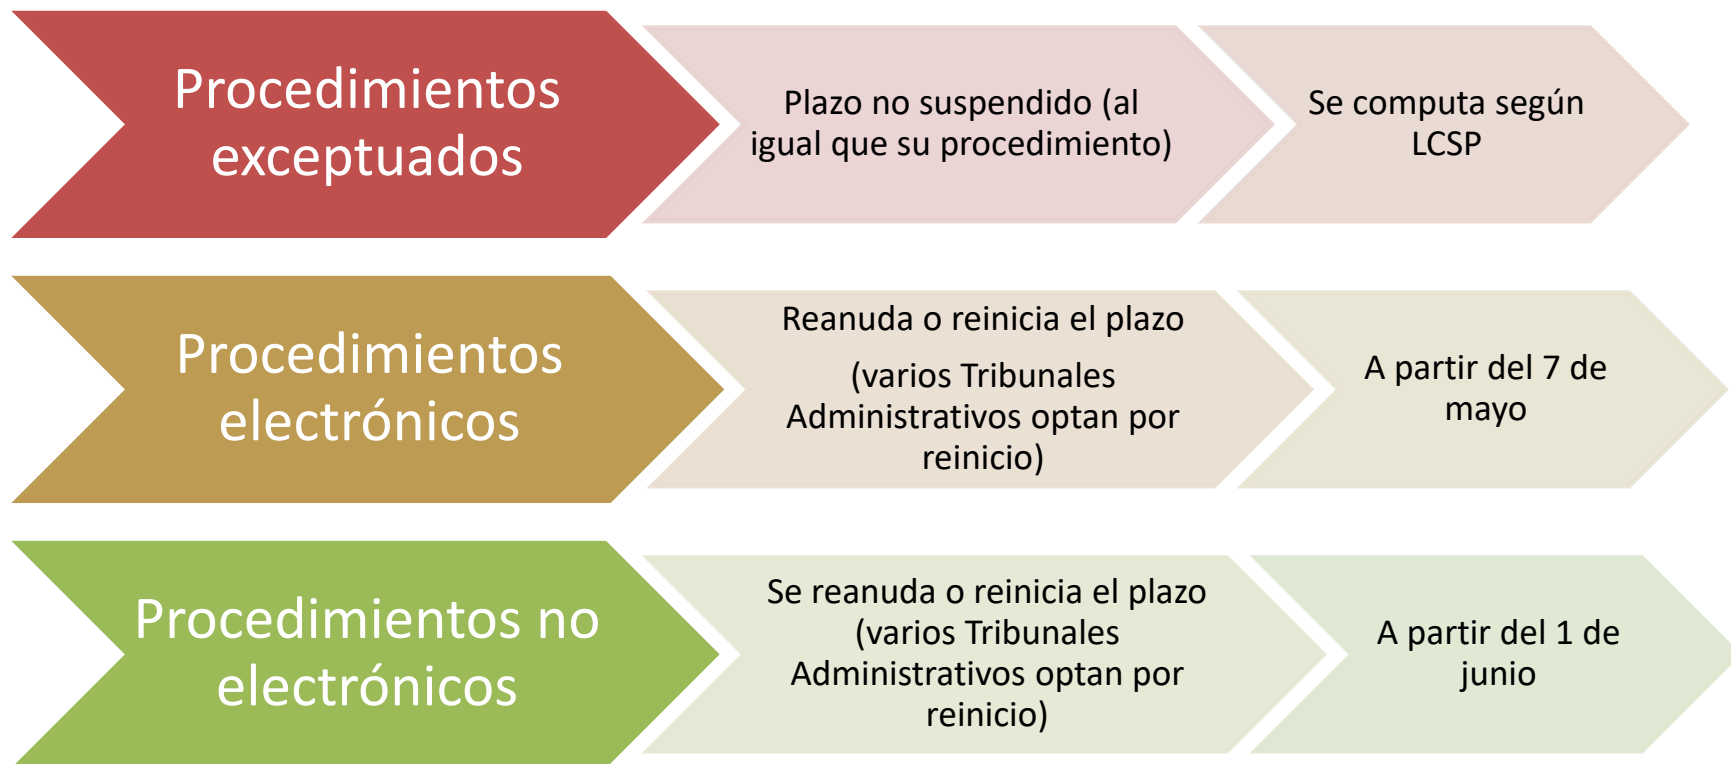 Procedimientos
exceptuados
Plazo no suspendido (al
igual que su procedimiento)
Se computa según
LCSP
Procedimientos
electrónicos
Reanuda o reinicia el plazo
(varios Tribunales
Administrativos optan por
reinicio)
A partir del 7 de
mayo
Procedimientos no
electrónicos
Se reanuda o reinicia el plazo
(varios Tribunales
Administrativos optan por
reinicio)
A partir del 1 de
junio